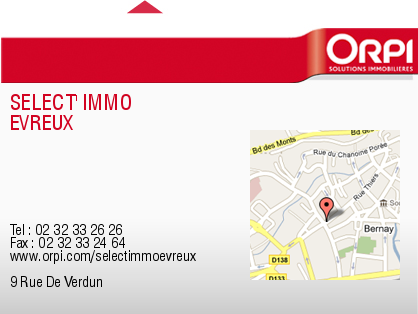 ORPI
SOLUTIONS IMMOBILIÈRES
SELECT' IMMO
EVREUX
Bd des Monts
Bernay
Rue du Chanoine Porée
Rue Thiers
Bernay
D138
D133
Tel : 02 32 33 26 26
Fax : 02 32 33 24 64
www.orpi.com/selectimmoevreux
9 Rue De Verdun